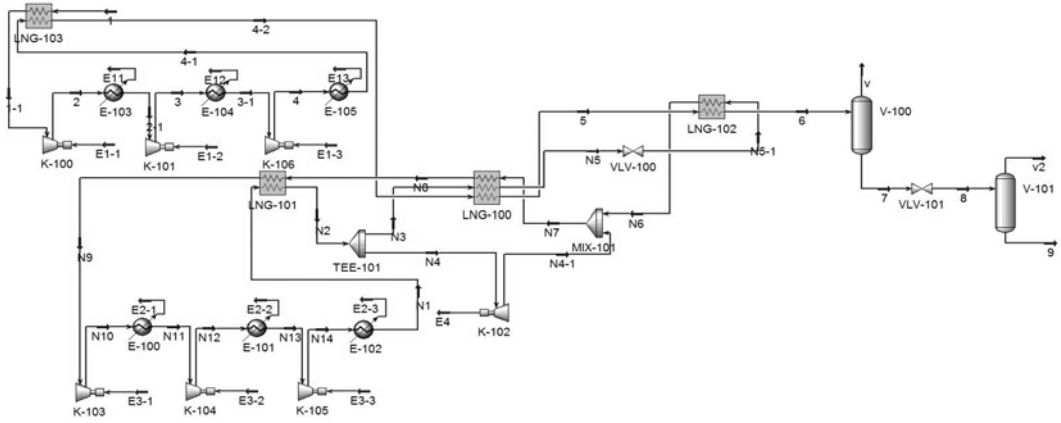 1
4-2
LNG-103
4-1
1-1
2
E11
E-103
2-1
3
E12
E-104
3-1
4
E13
E-105
K-100
E1-1
K-101
E1-2
K-106
E1-3
5
LNG-102
6
v
V-100
N5
VLV-100
N5-1
7
VLV-101
8
v2
V-101
9
LNG-101
N8
LNG-100
N2
TEE-101
N3
N4
N7
MIX-101
N6
N4-1
N9
N1
E4
K-102
N10
E2-1
E-100
N11
N12
E2-2
E-101
N13
N14
E2-3
E-102
K-103
E3-1
K-104
E3-2
K-105
E3-3